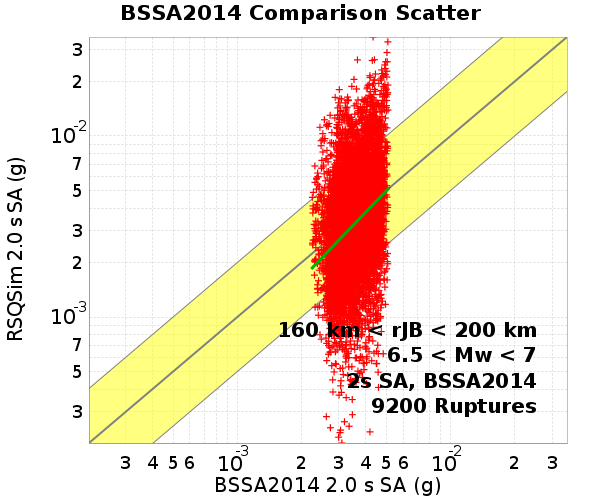 BSSA2014 Comparison Scatter
RSQSim 2.0 s SA (g)
3
2
10-2
7
5
3
2
10-3
7
5
3
160 km < rJB < 200 km
6.5 < Mw < 7
2s SA, BSSA2014
9200 Ruptures
3 4 5 6 10-3 2 3 4 5 6 10-2 2 3
BSSA2014 2.0 s SA (g)